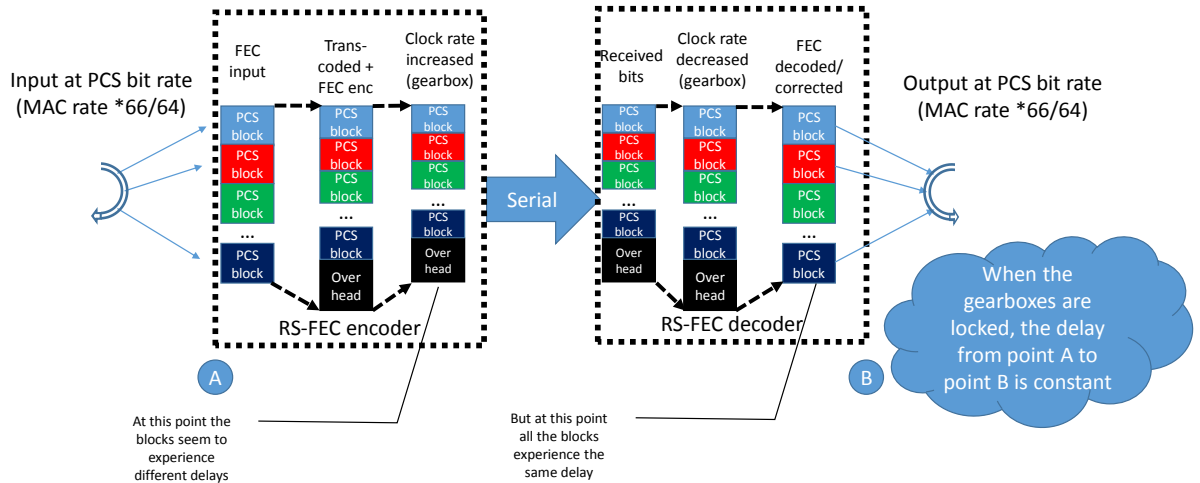 Input at PCS bit rate
(MAC rate *66/64)
FEC
input
Trans-
coded +
FEC enc
Clock rate
increased
(gearbox)
PCS
block
PCS
block
PCS
block
...
PCS
block
PCS
block
PCS
block
PCS
block
...
PCS
block
Over
head
PCS
block
PCS
block
PCS
block
...
PCS
block
Over
head
RS-FEC encoder
A
At this point the
blocks seem to
experience
different delays
Serial
Received
bits
Clock rate
decreased
(gearbox)
FEC
decoded/
corrected
PCS
block
PCS
block
PCS
block
...
PCS
block
Over
head
PCS
block
PCS
block
PCS
block
...
PCS
block
Over
head
PCS
block
PCS
block
PCS
block
...
PCS
block
RS-FEC decoder
B
But at this point
all the blocks
experience the
same delay
Output at PCS bit rate
(MAC rate *66/64)
When the
gearboxes are
locked, the delay
from point A to
point B is constant